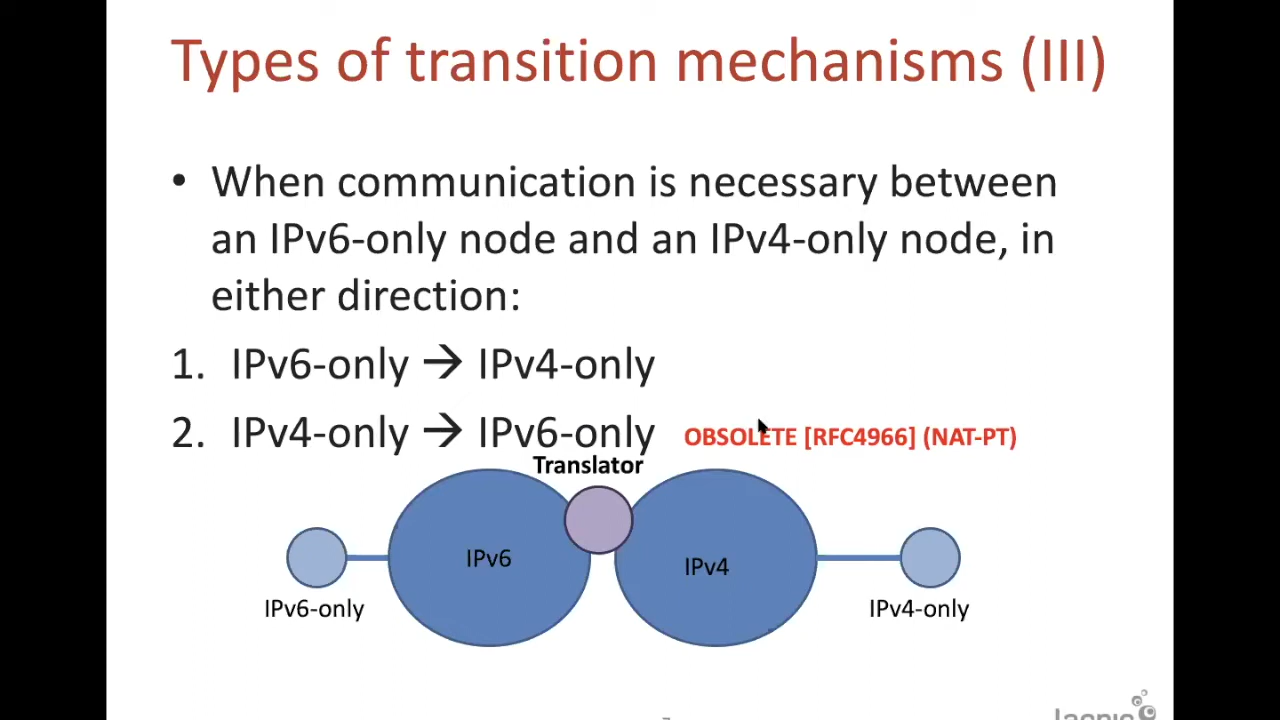 Types of transition mechanisms (III)
• When communication is necessary between
an IPv6-only node and an IPv4-only node, in
either direction:
1. IPv6-only → IPv4-only
2. IPv4-only → IPv6-only OBSOLETE [RFC4966] (NAT-PT)
Translator
IPv6
IPv4
IPv6-only
IPv4-only